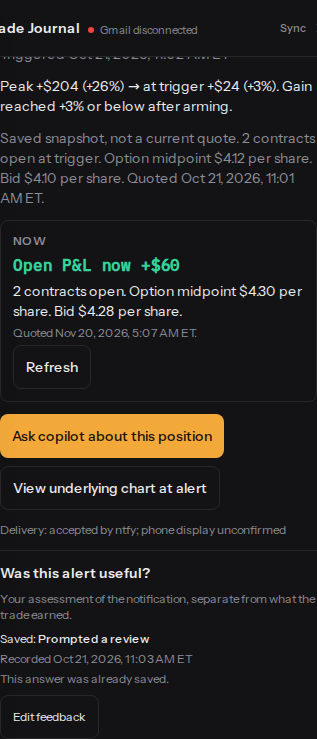 ade Journal Gmail disconnected Sync
Peak +$204 (+26%) → at trigger +$24 (+3%). Gain
reached +3% or below after arming.
Saved snapshot, not a current quote. 2 contracts
open at trigger. Option midpoint $4.12 per share.
Bid $4.10 per share. Quoted Oct 21, 2026, 11:01
AM ET.
NOW
Open P&L now +$60
2 contracts open. Option midpoint $4.30 per
share. Bid $4.28 per share.
Quoted Nov 20, 2026, 5:07 AM ET.
Refresh
Ask copilot about this position
View underlying chart at alert
Delivery: accepted by ntfy; phone display unconfirmed
Was this alert useful?
Your assessment of the notification, separate from what the
trade earned.
Saved: Prompted a review
Recorded Oct 21, 2026, 11:03 AM ET
This answer was already saved.
Edit feedback